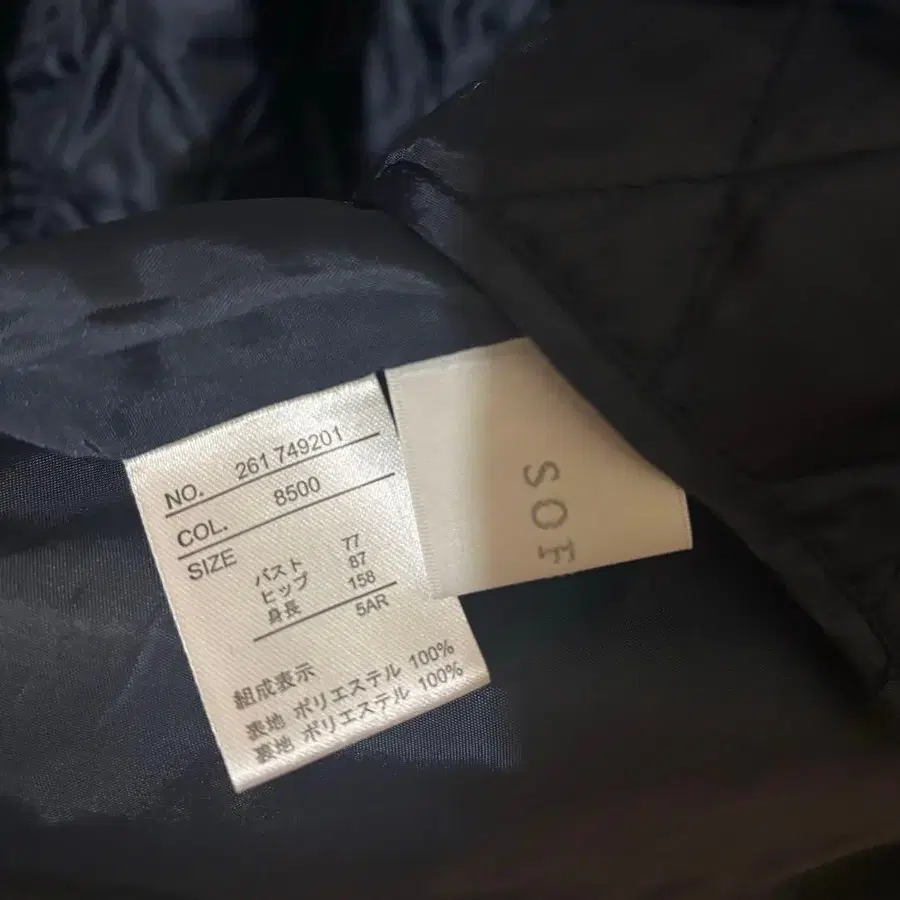 NO. 261 749201
COL. 8500
SIZE
バスト 77
ヒップ 87
身長 158
5AR
組成表示
表地 ポリエステル 100%
裏地 ポリエステル 100%
SOF